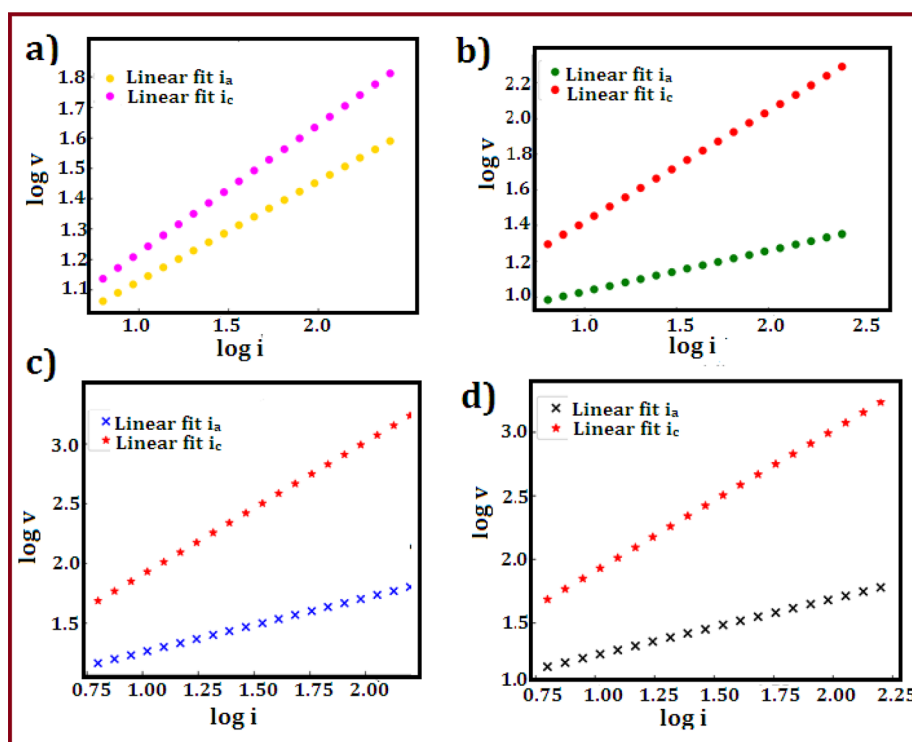 a)
Linear fit ia
Linear fit ic
1.8
1.7
1.6
1.5
1.4
1.3
1.2
1.1
log v
1.0 1.5 2.0
log i
b)
Linear fit ia
Linear fit ic
2.2
2.0
1.8
1.6
1.4
1.2
1.0
log v
1.0 1.5 2.0 2.5
log i
c)
Linear fit ia
Linear fit ic
3.0
2.5
2.0
1.5
log v
0.75 1.00 1.25 1.50 1.75 2.00
log i
d)
Linear fit ia
Linear fit ic
3.0
2.5
2.0
1.5
1.0
log v
0.75 1.00 1.25 1.50 1.75 2.00 2.25
log i